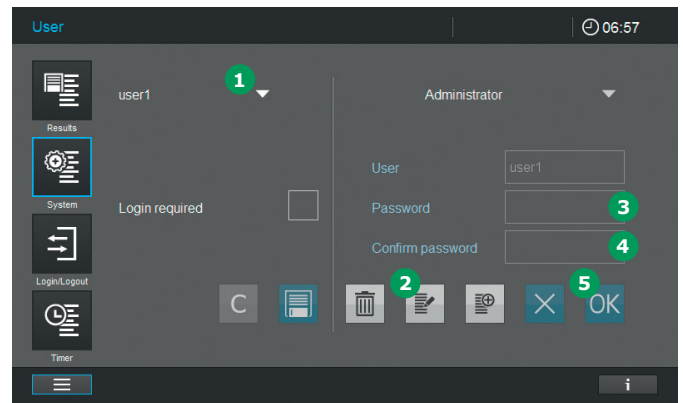 User
06:57
1
user1
Administrator
Results
User
user1
System
Login required
Password
3
Confirm password
4
Login/Logout
2
5
C
OK
Timer
i